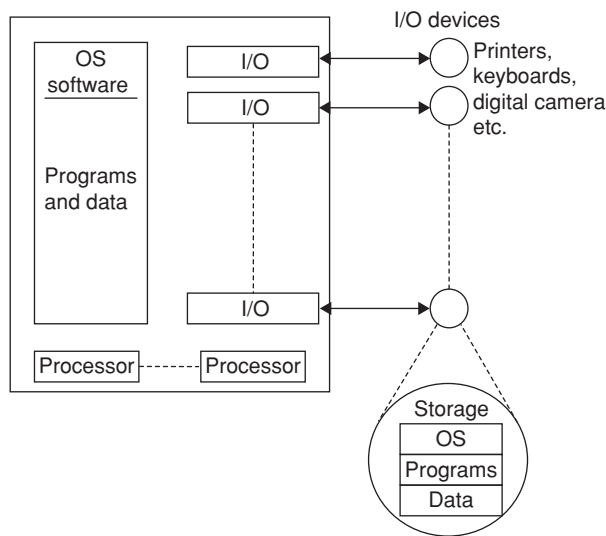 I/O devices
OS
software
Programs
and data
I/O
I/O
I/O
Printers,
keyboards,
digital camera
etc.
Processor
Processor
Storage
OS
Programs
Data